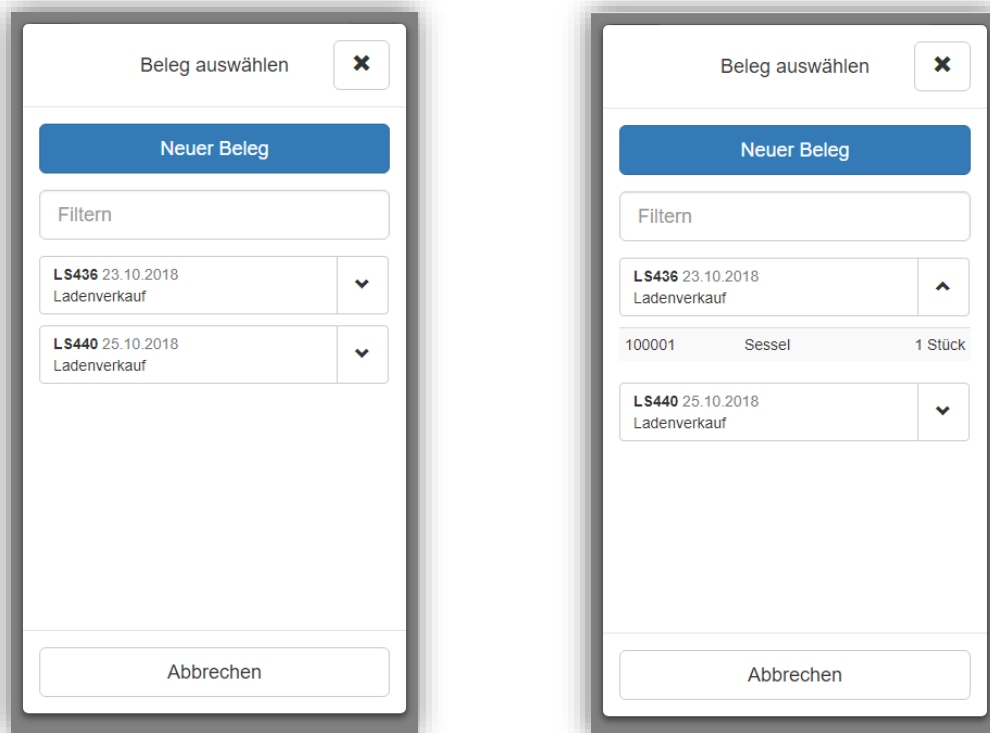 Beleg auswählen
Neuer Beleg
Filtern
LS436 23.10.2018
Ladenverkauf
LS440 25.10.2018
Ladenverkauf
Abbrechen
Beleg auswählen
Neuer Beleg
Filtern
LS436 23.10.2018
Ladenverkauf
100001 Sessel 1 Stück
LS440 25.10.2018
Ladenverkauf
Abbrechen